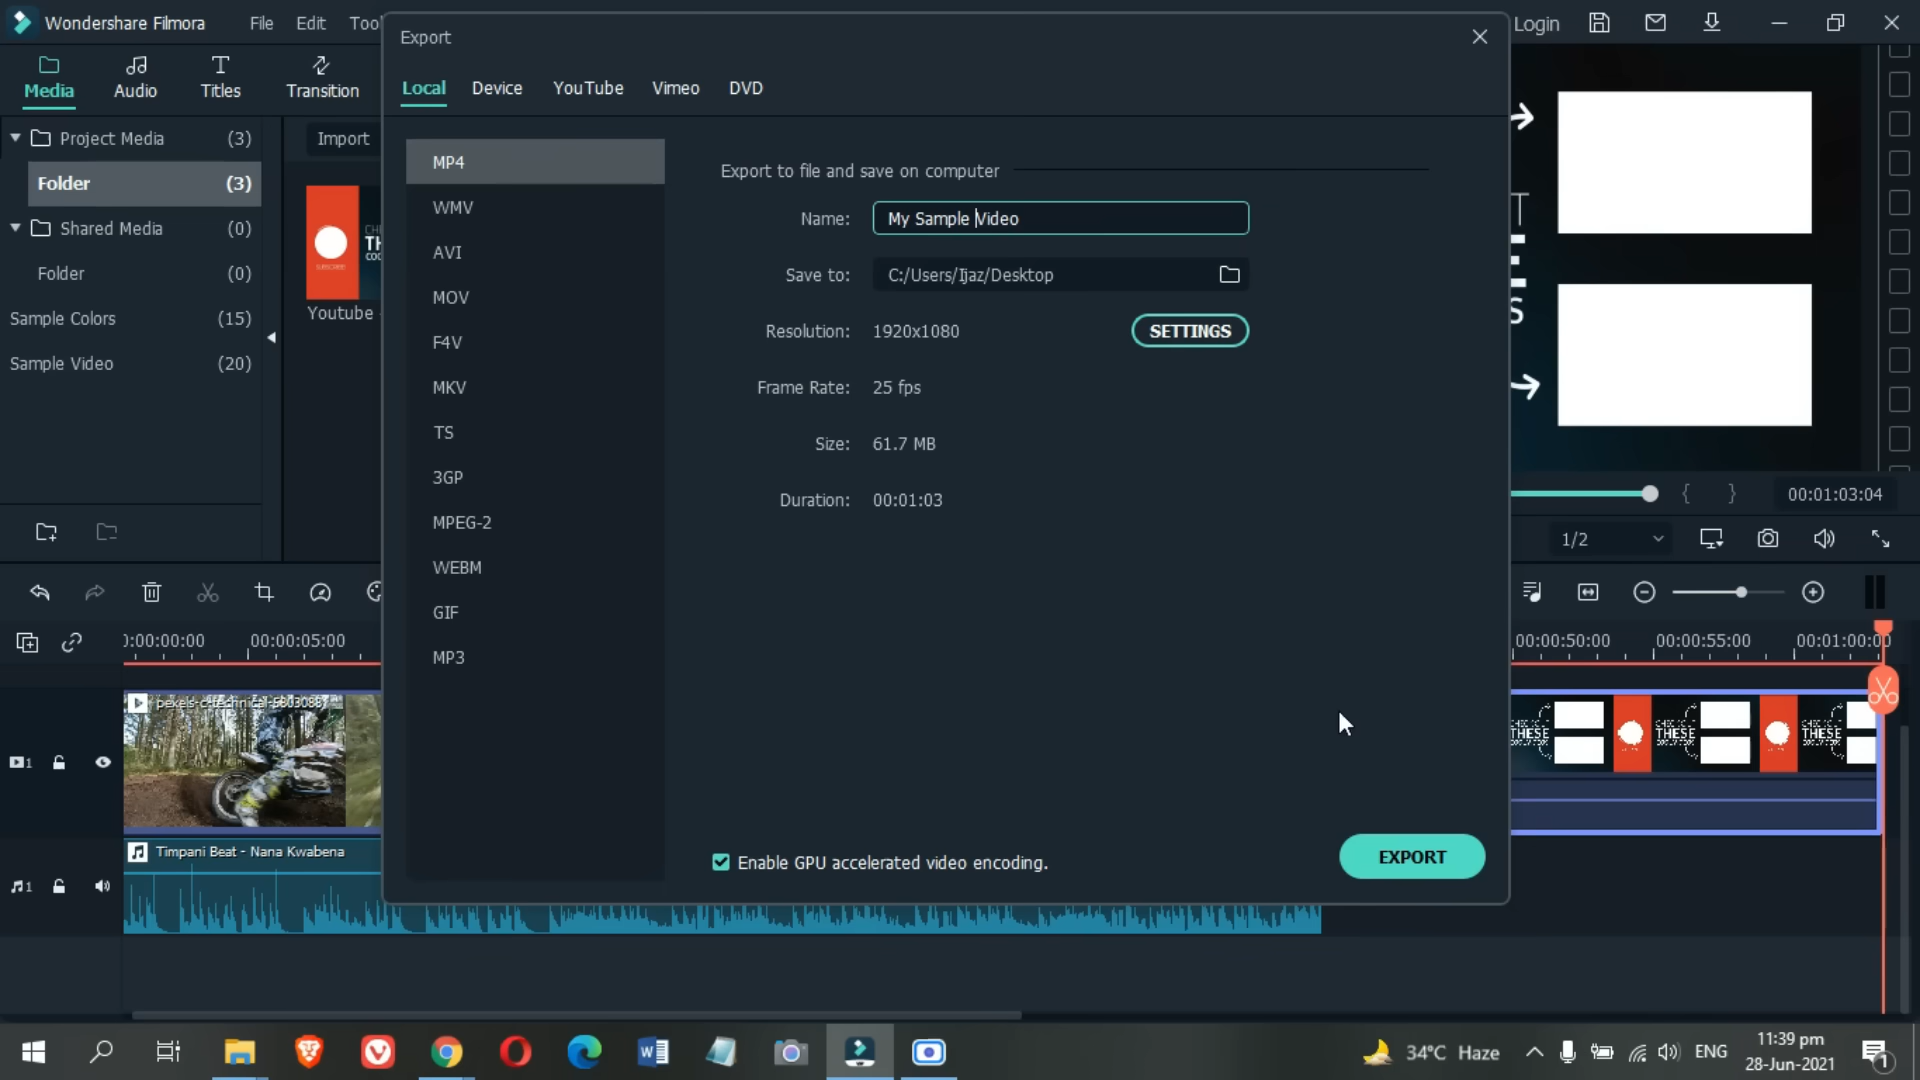 Wondershare Filmora
File
Edit
Tool
Login
Media
Audio
Titles
Transition
Project Media (3)
Folder (3)
Shared Media (0)
Folder (0)
Sample Colors (15)
Sample Video (20)
Import
Youtube
Export
Local
Device
YouTube
Vimeo
DVD
MP4
WMV
AVI
MOV
F4V
MKV
TS
3GP
MPEG-2
WEBM
GIF
MP3
Export to file and save on computer
Name: My Sample Video
Save to: C:/Users/Ijaz/Desktop
Resolution: 1920x1080
SETTINGS
Frame Rate: 25 fps
Size: 61.7 MB
Duration: 00:01:03
Enable GPU accelerated video encoding.
EXPORT
{ } 00:01:03:04
1/2
0:00:00:00 00:00:05:00
00:00:50:00 00:00:55:00 00:01:00:00
THESE THESE THESE
1
Timpani Beat - Nana Kwabena
1
34°C Haze
ENG
11:39 pm
28-Jun-2021
1